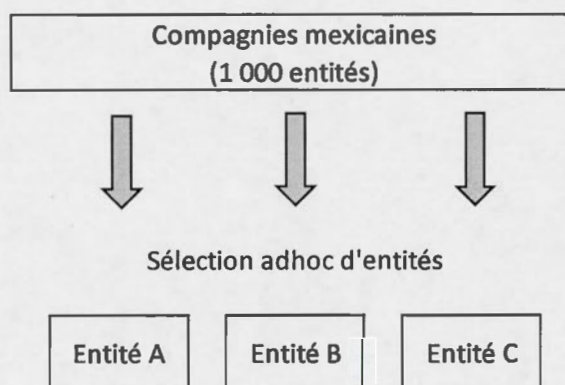 Compagnies mexicaines
(1 000 entités)
Sélection adhoc d'entités
Entité A
Entité B
Entité C